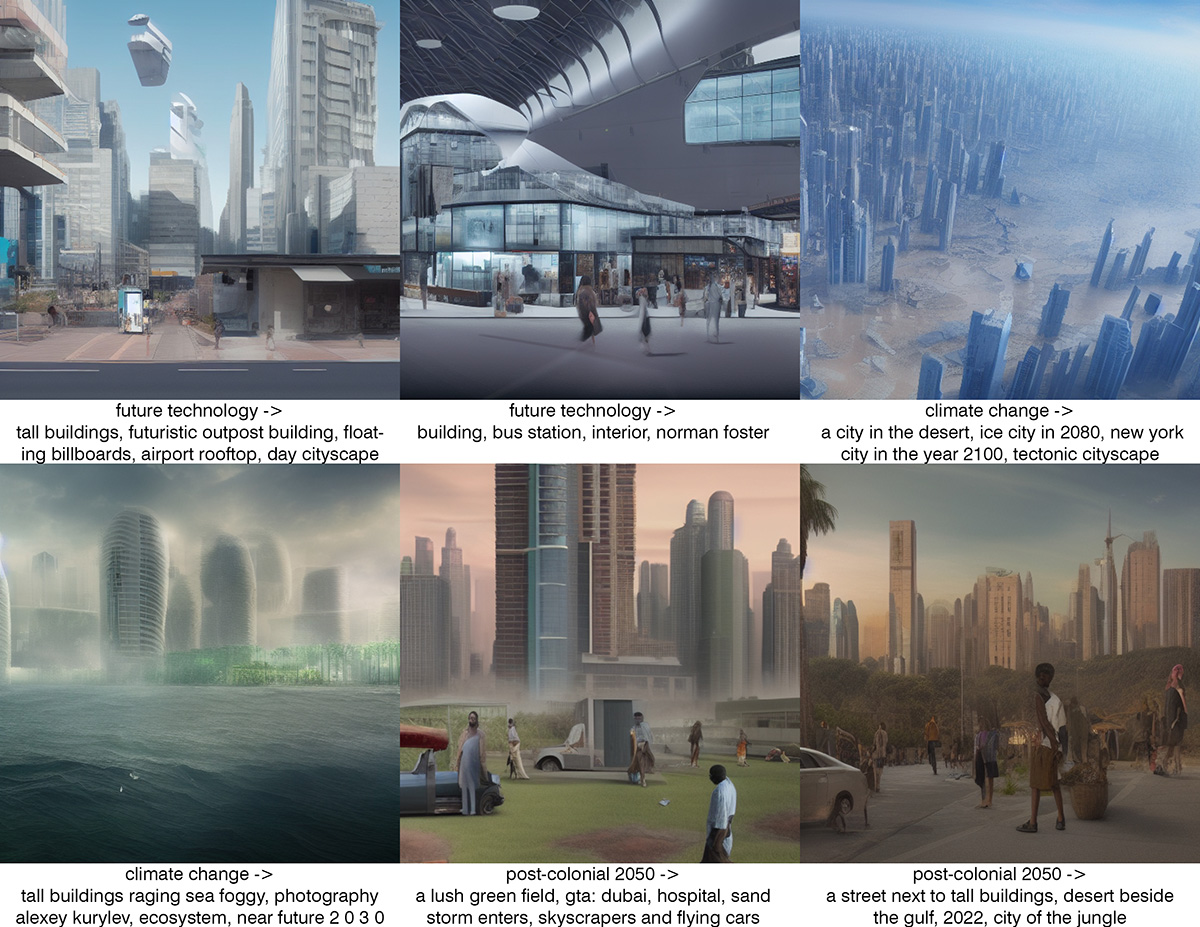 future technology ->
tall buildings, futuristic outpost building, float-
ing billboards, airport rooftop, day cityscape
future technology ->
building, bus station, interior, norman foster
climate change ->
a city in the desert, ice city in 2080, new york
city in the year 2100, tectonic cityscape
climate change ->
tall buildings raging sea foggy, photography
alexey kurylev, ecosystem, near future 2 0 3 0
post-colonial 2050 ->
a lush green field, gta: dubai, hospital, sand
storm enters, skyscrapers and flying cars
post-colonial 2050 ->
a street next to tall buildings, desert beside
the gulf, 2022, city of the jungle